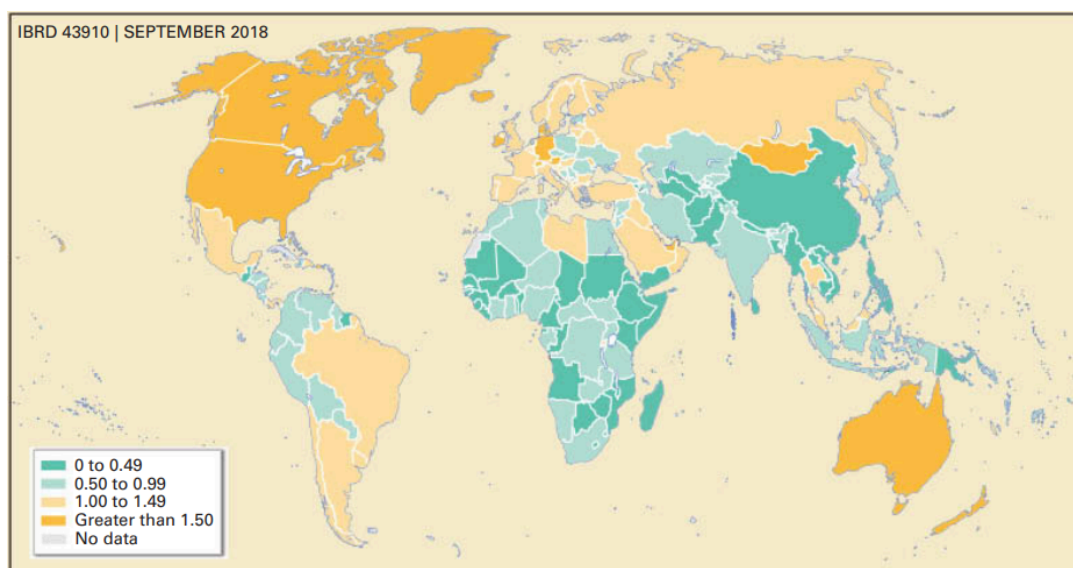 IBRD 43910 | SEPTEMBER 2018
0 to 0.49
0.50 to 0.99
1.00 to 1.49
Greater than 1.50
No data